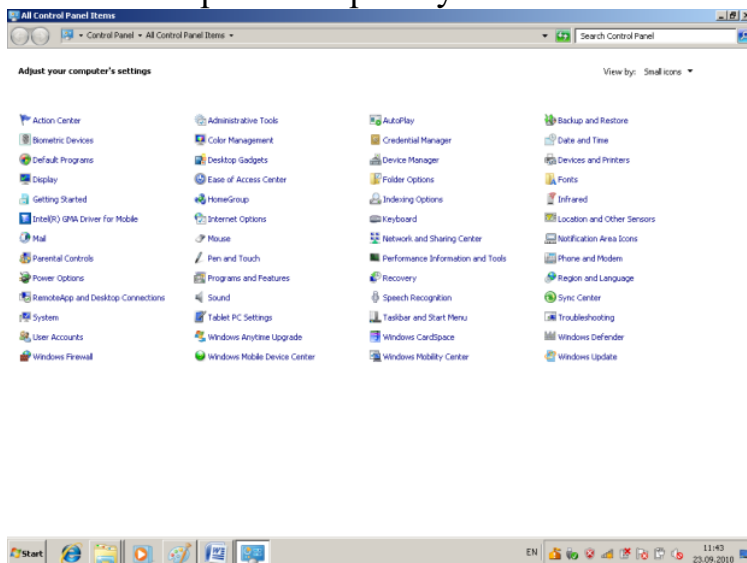 All Control Panel Items
Control Panel All Control Panel Items
Search Control Panel
Adjust your computer's settings
View by: Small icons
Action Center Administrative Tools AutoPlay Backup and Restore
Biometric Devices Color Management Credential Manager Date and Time
Default Programs Desktop Gadgets Device Manager Devices and Printers
Display Ease of Access Center Folder Options Fonts
Getting Started HomeGroup Indexing Options Infrared
Intel(R) GMA Driver for Mobile Internet Options Keyboard Location and Other Sensors
Mail Mouse Network and Sharing Center Notification Area Icons
Parental Controls Pen and Touch Performance Information and Tools Phone and Modem
Power Options Programs and Features Recovery Region and Language
RemoteApp and Desktop Connections Sound Speech Recognition Sync Center
System Tablet PC Settings Taskbar and Start Menu Troubleshooting
User Accounts Windows Anytime Upgrade Windows CardSpace Windows Defender
Windows Firewall Windows Mobile Device Center Windows Mobility Center Windows Update
Start
EN
11:43
23.09.2010